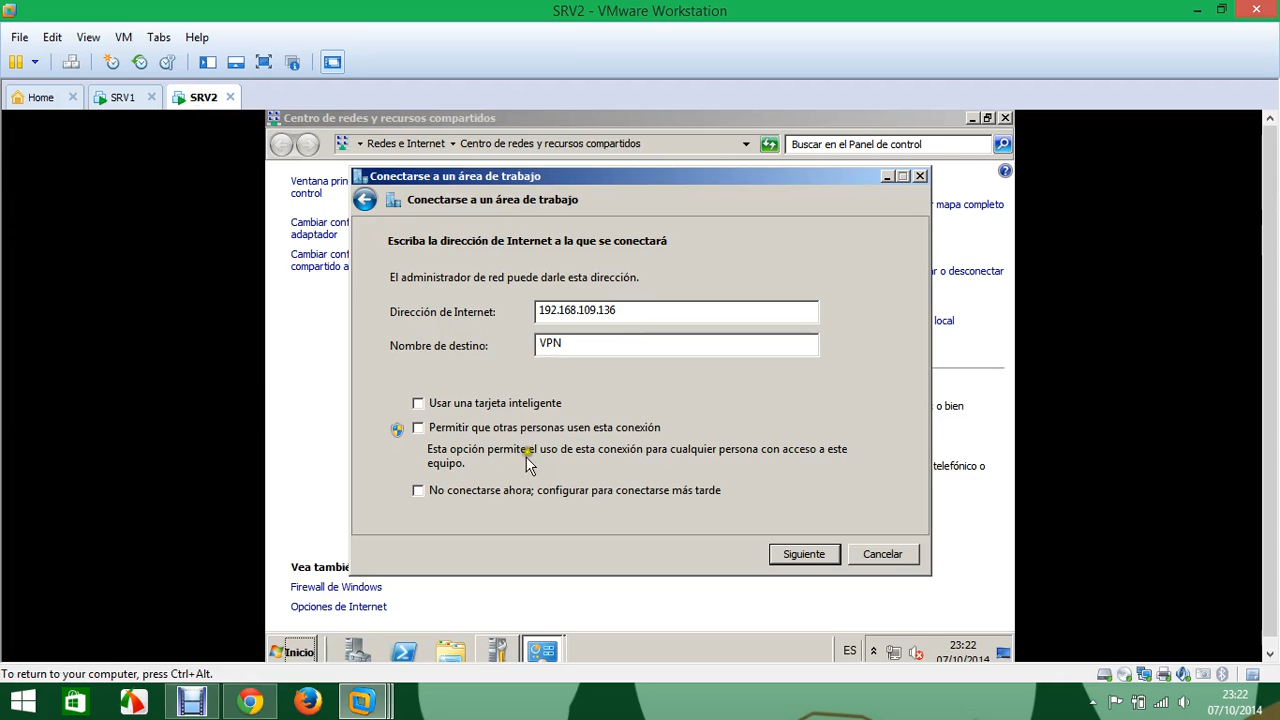 SRV2 - VMware Workstation
File Edit View VM Tabs Help
Home SRV1 SRV2
Centro de redes y recursos compartidos
Redes e Internet Centro de redes y recursos compartidos Buscar en el Panel de control
Ventana prin
control
Cambiar conf
adaptador
Cambiar conf
compartido a
Vea tambié
Firewall de Windows
Opciones de Internet
Conectarse a un área de trabajo
Conectarse a un área de trabajo
Escriba la dirección de Internet a la que se conectará
El administrador de red puede darle esta dirección.
Dirección de Internet: 192.168.109.136
Nombre de destino: VPN
Usar una tarjeta inteligente
Permitir que otras personas usen esta conexión
Esta opción permite el uso de esta conexión para cualquier persona con acceso a este
equipo.
No conectarse ahora; configurar para conectarse más tarde
Siguiente Cancelar
mapa completo
o desconectar
local
o bien
telefónico o
Inicio ES 23:22
07/10/2014
To return to your computer, press Ctrl+Alt.
23:22
07/10/2014